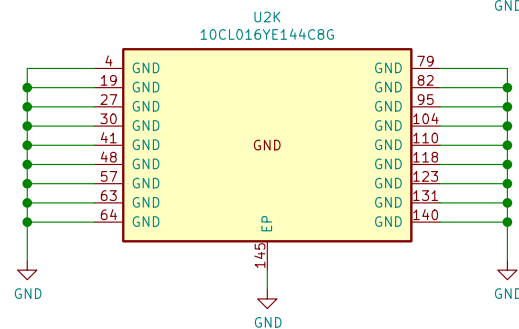 GND
U2K
10CL016YE144C8G
4 GND GND 79
19 GND GND 82
27 GND GND 95
30 GND GND 104
41 GND GND GND 110
48 GND GND 118
57 GND GND 123
63 GND GND 131
64 GND GND 140
EP
145
GND GND
GND